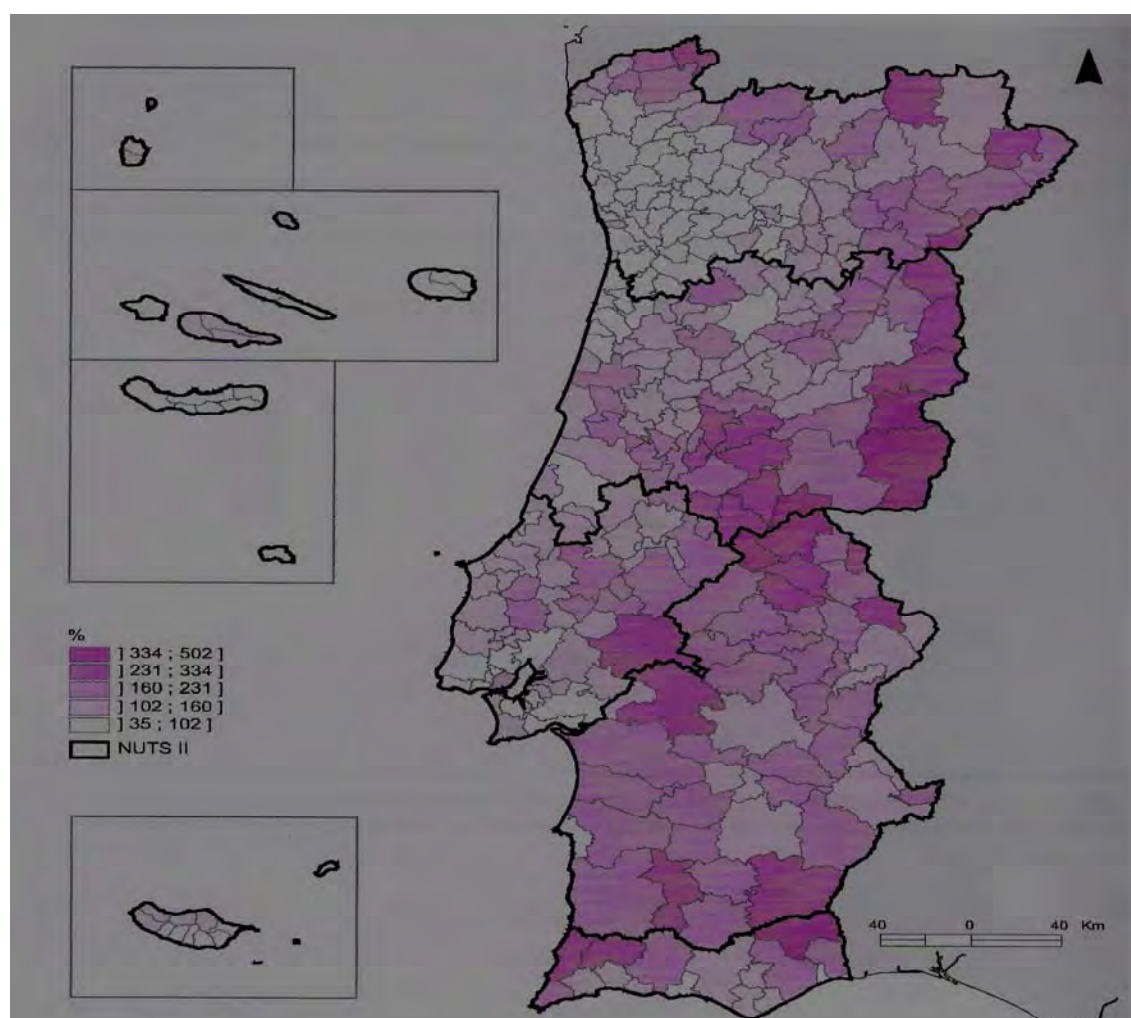 %
] 334 ; 502 ]
] 231 ; 334 ]
] 160 ; 231 ]
] 102 ; 160 ]
] 35 ; 102 ]
NUTS II
40 0 40 Km